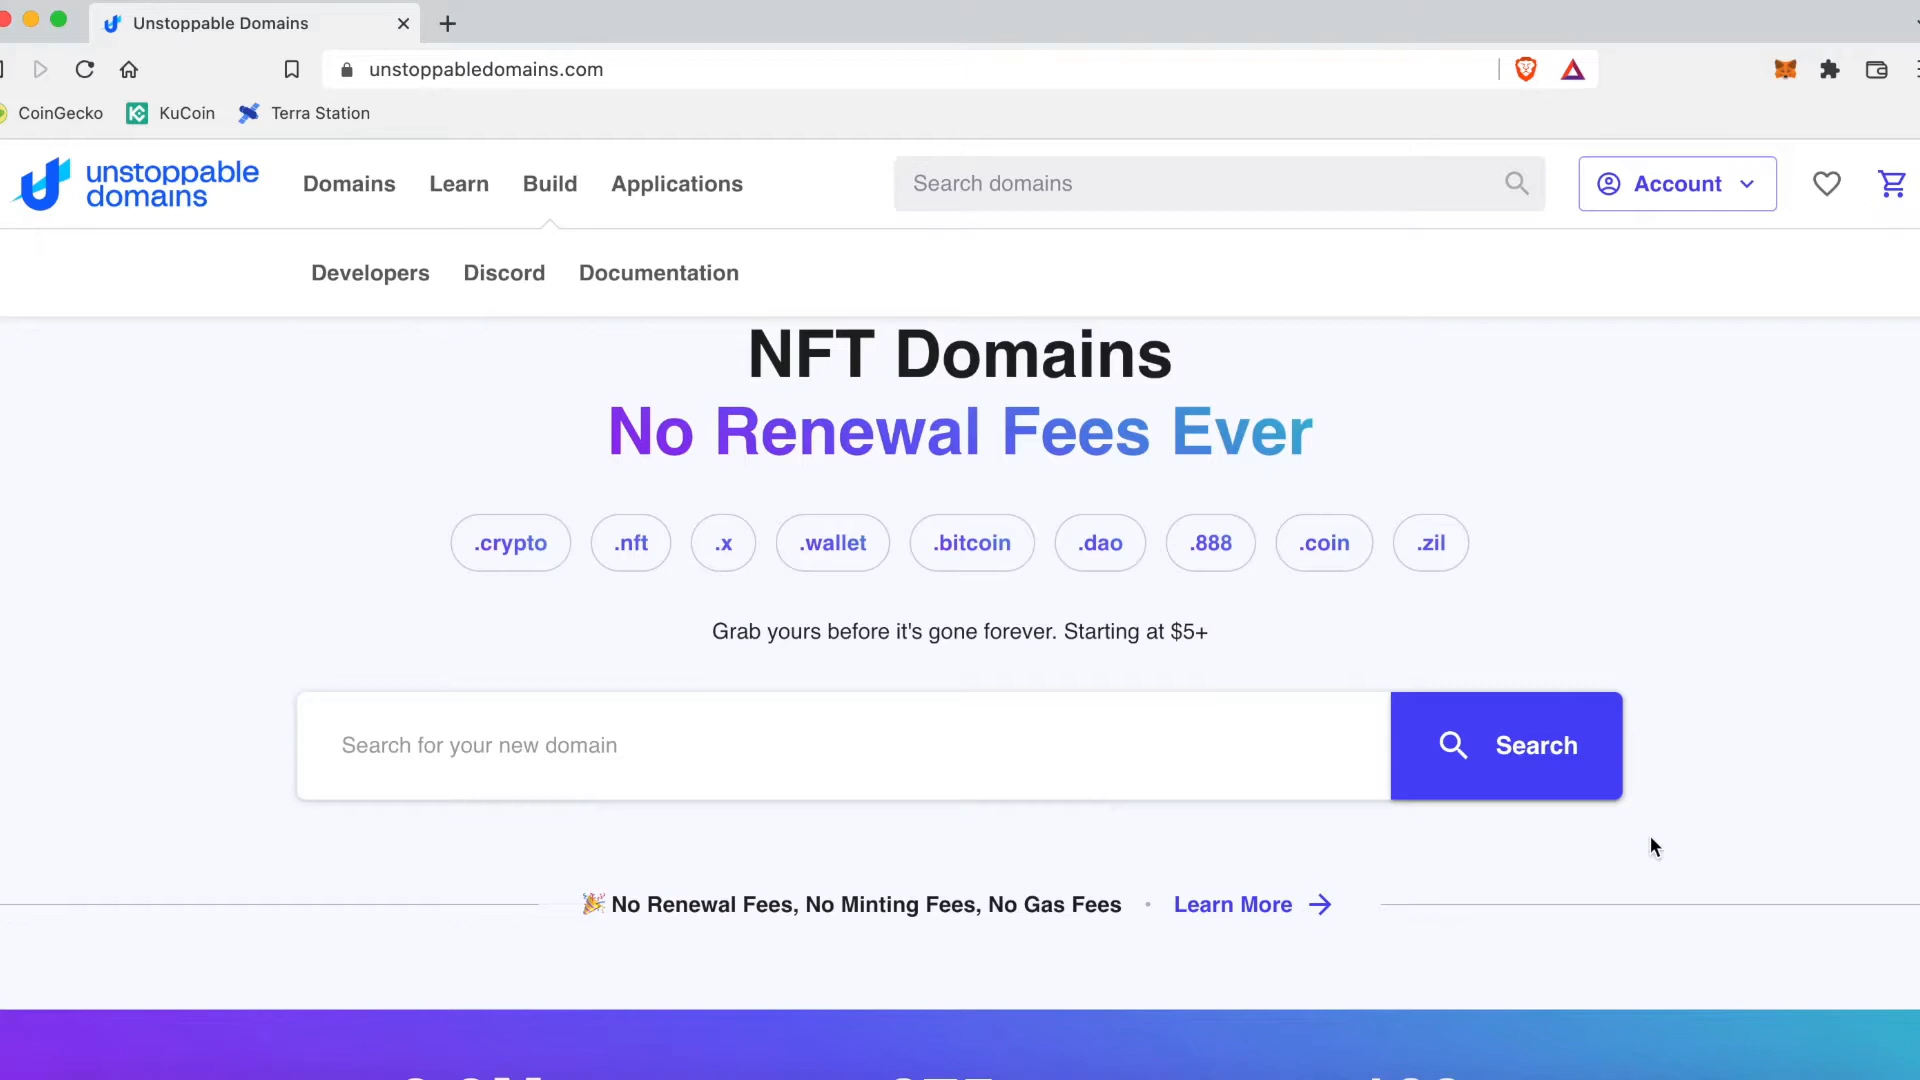 Unstoppable Domains
unstoppabledomains.com
CoinGecko KuCoin Terra Station
unstoppable
domains
Domains Learn Build Applications Search domains Account
Developers Discord Documentation
NFT Domains
No Renewal Fees Ever
.crypto .nft .x .wallet .bitcoin .dao .888 .coin .zil
Grab yours before it's gone forever. Starting at $5+
Search for your new domain Search
🎉 No Renewal Fees, No Minting Fees, No Gas Fees • Learn More →